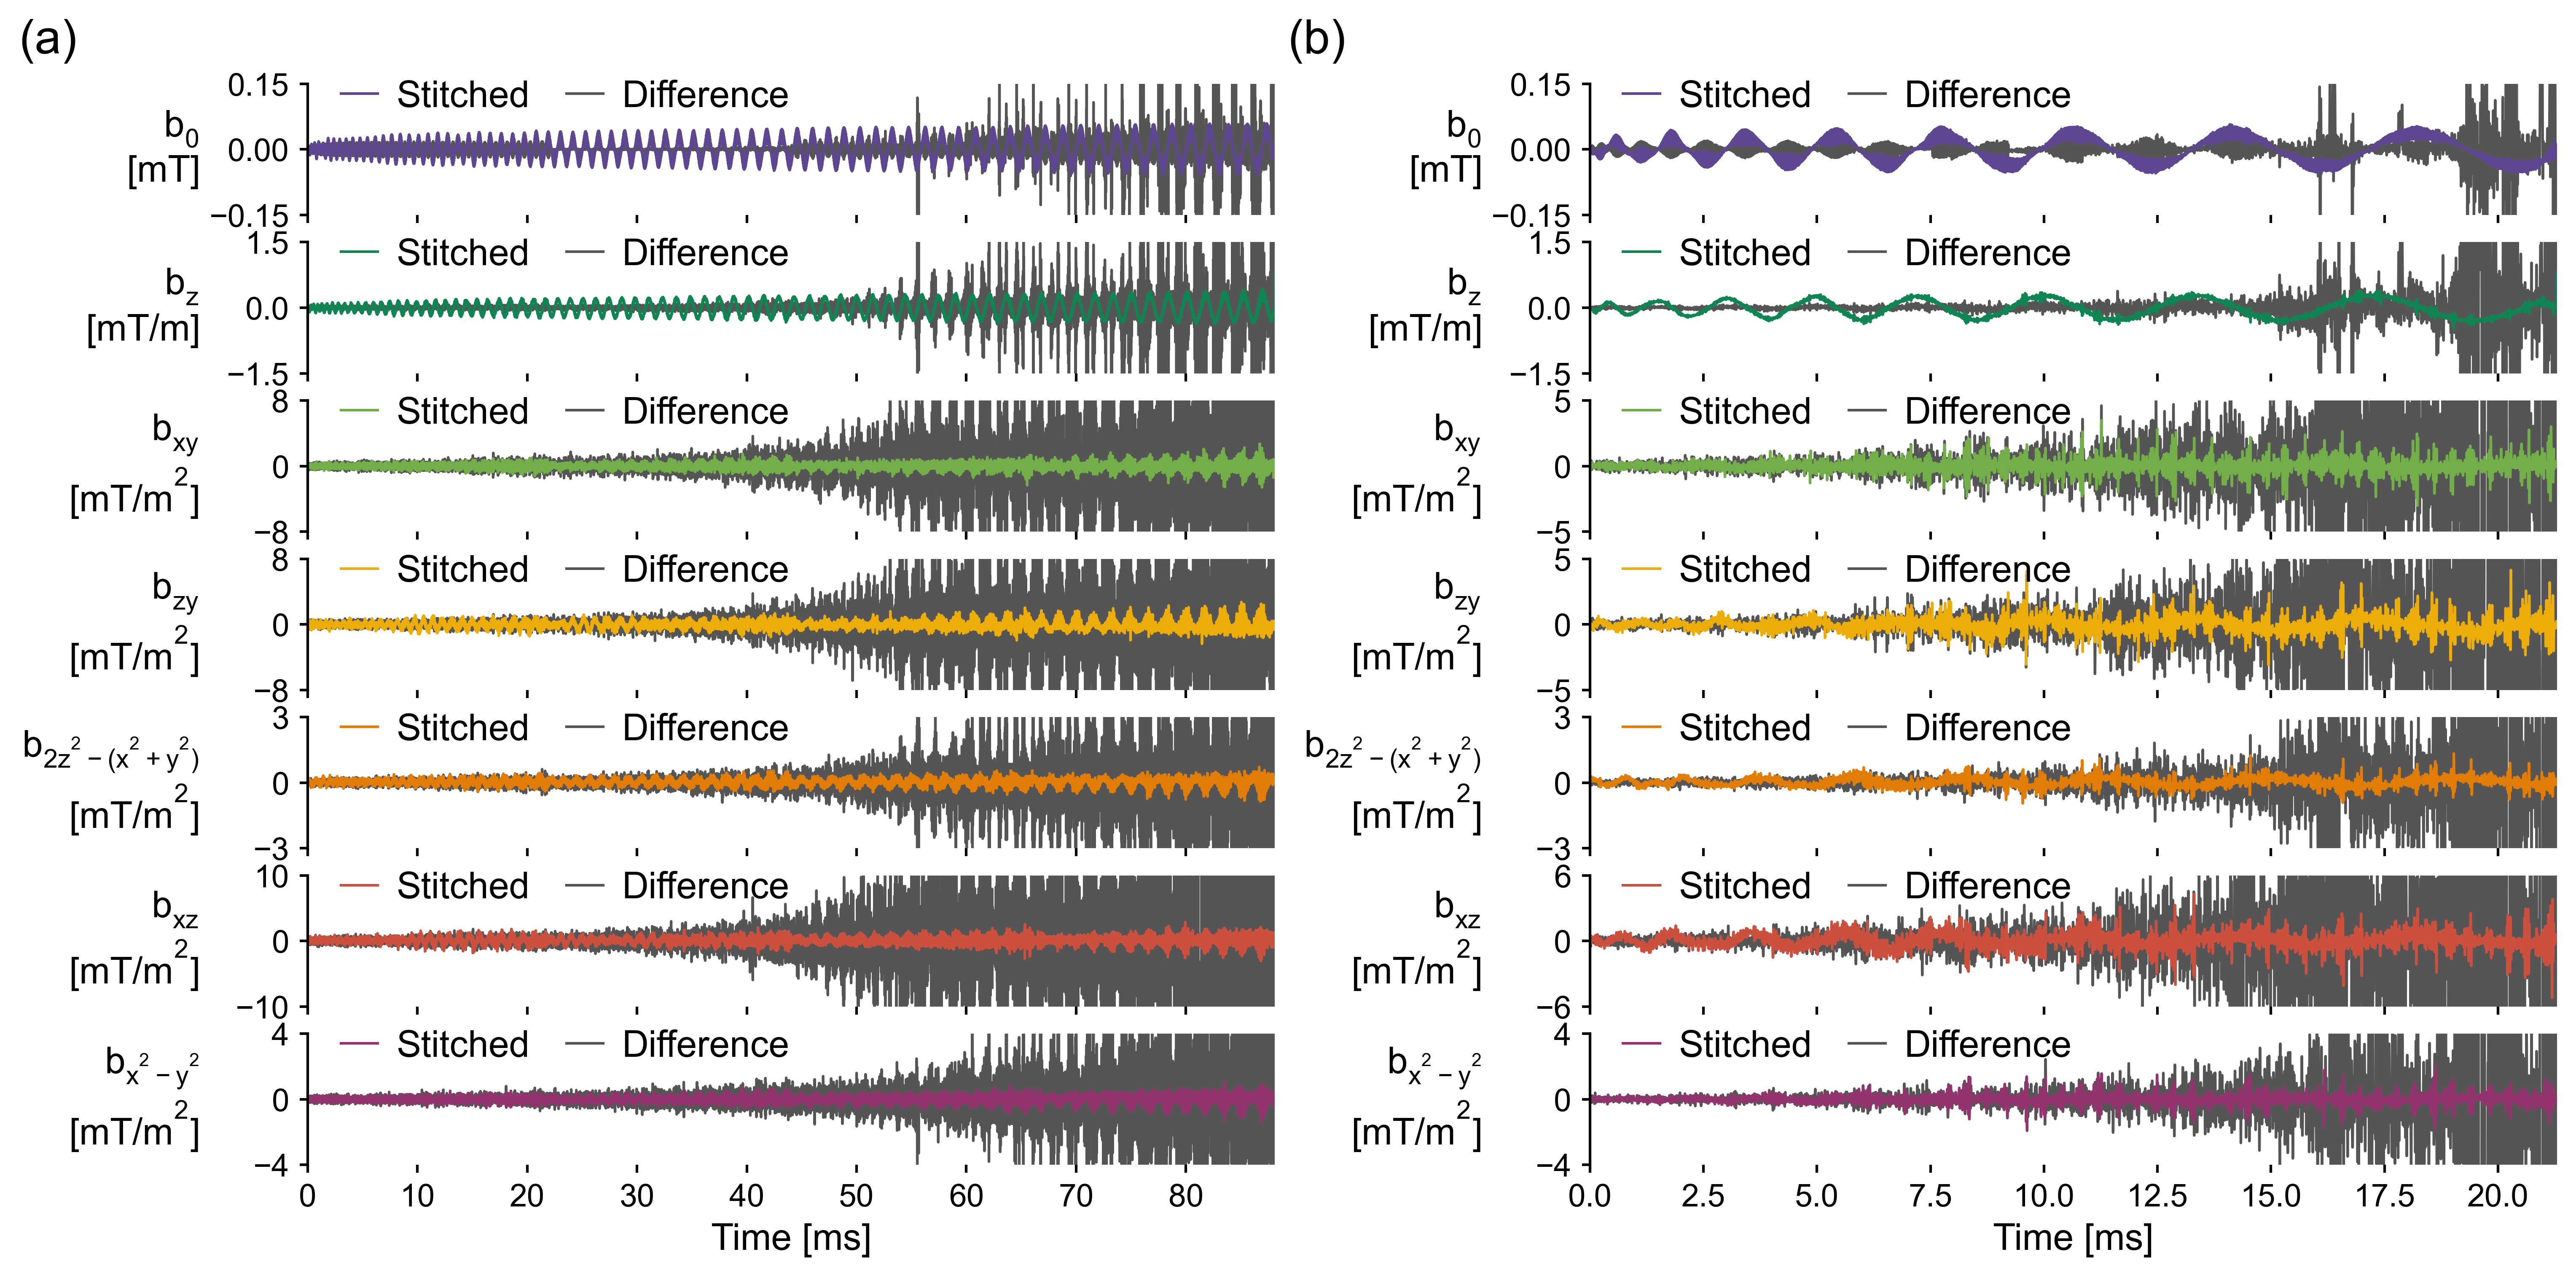 (a)
Stitched Difference
b0
[mT]
0.15
0.00
−0.15
Stitched Difference
bz
[mT/m]
1.5
0.0
−1.5
Stitched Difference
bxy
[mT/m2]
8
0
−8
Stitched Difference
bzy
[mT/m2]
8
0
−8
Stitched Difference
b2z2 − (x2 + y2)
[mT/m2]
3
0
−3
Stitched Difference
bxz
[mT/m2]
10
0
−10
Stitched Difference
bx2 − y2
[mT/m2]
4
0
−4
0 10 20 30 40 50 60 70 80
Time [ms]
(b)
Stitched Difference
b0
[mT]
0.15
0.00
−0.15
Stitched Difference
bz
[mT/m]
1.5
0.0
−1.5
Stitched Difference
bxy
[mT/m2]
5
0
−5
Stitched Difference
bzy
[mT/m2]
5
0
−5
Stitched Difference
b2z2 − (x2 + y2)
[mT/m2]
3
0
−3
Stitched Difference
bxz
[mT/m2]
6
0
−6
Stitched Difference
bx2 − y2
[mT/m2]
4
0
−4
0.0 2.5 5.0 7.5 10.0 12.5 15.0 17.5 20.0
Time [ms]